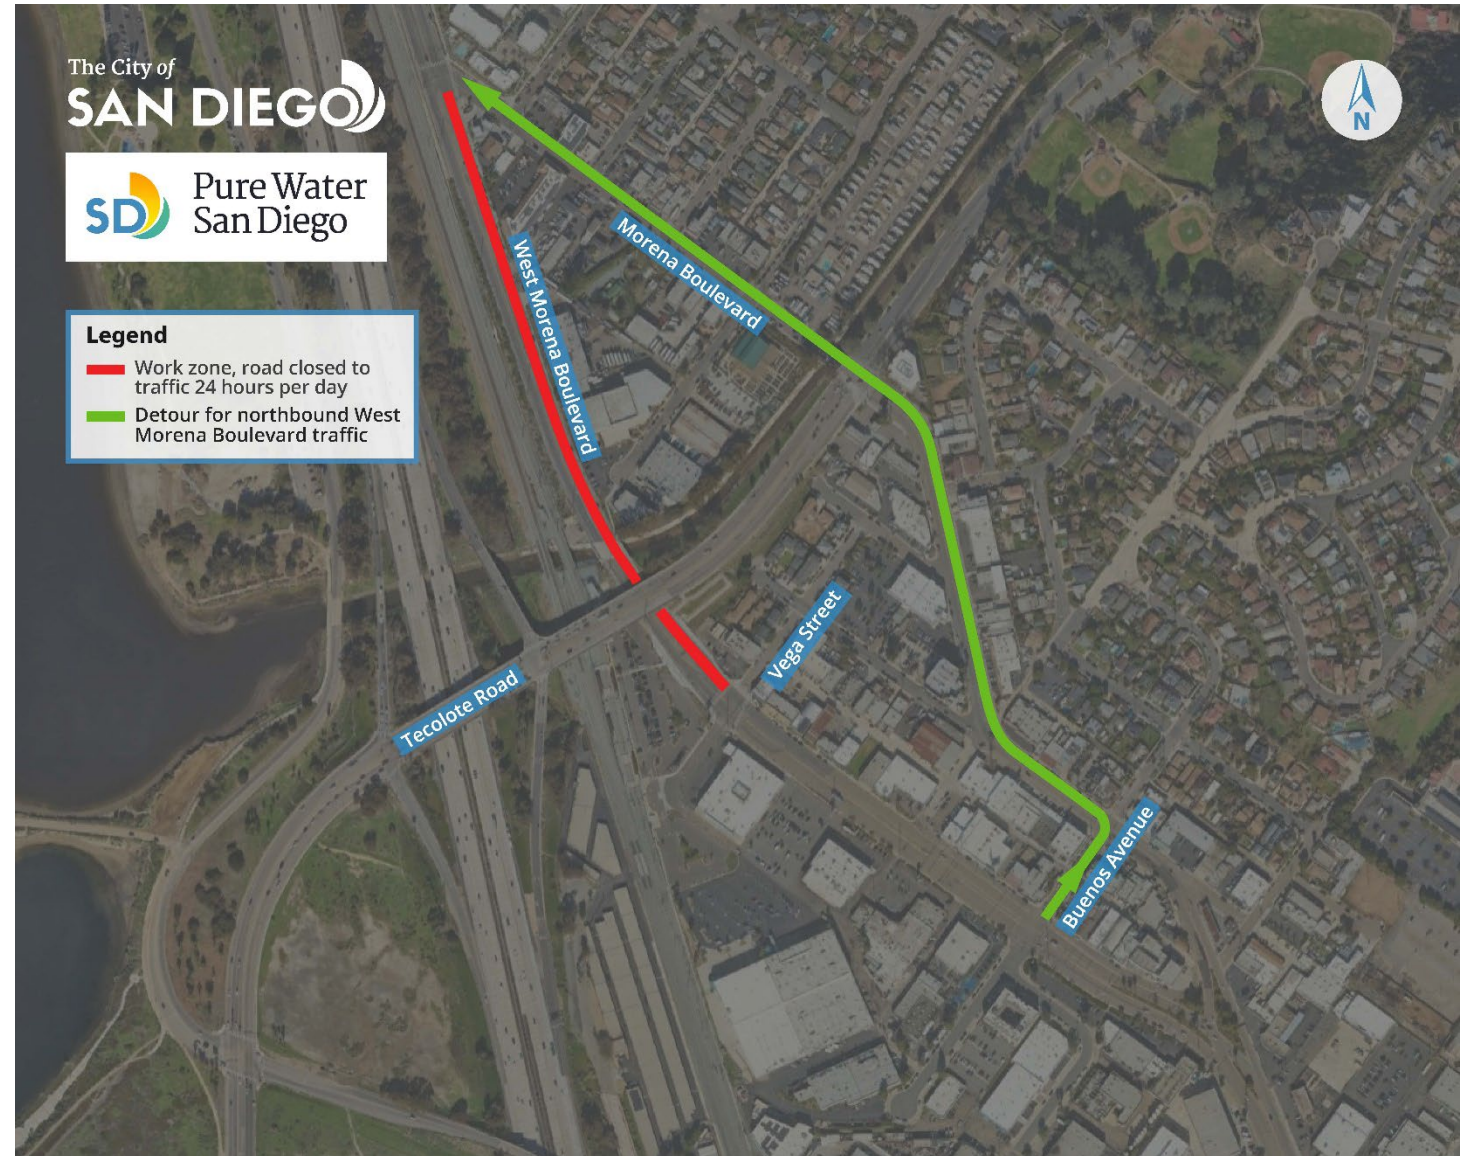 The City of
SAN DIEGO
SD
Pure Water
San Diego
N
Legend
Work zone, road closed to
traffic 24 hours per day
Detour for northbound West
Morena Boulevard traffic
West Morena Boulevard
Morena Boulevard
Vega Street
Tecolote Road
Buenos Avenue